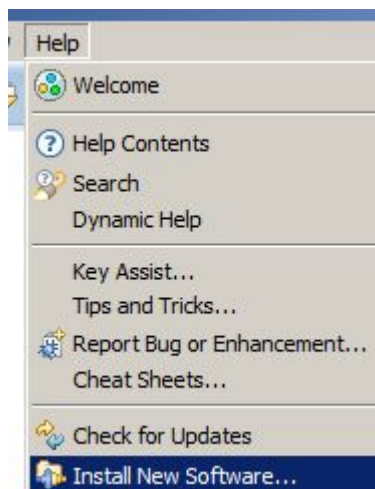 Help
Welcome
Help Contents
Search
Dynamic Help
Key Assist...
Tips and Tricks...
Report Bug or Enhancement...
Cheat Sheets...
Check for Updates
Install New Software...